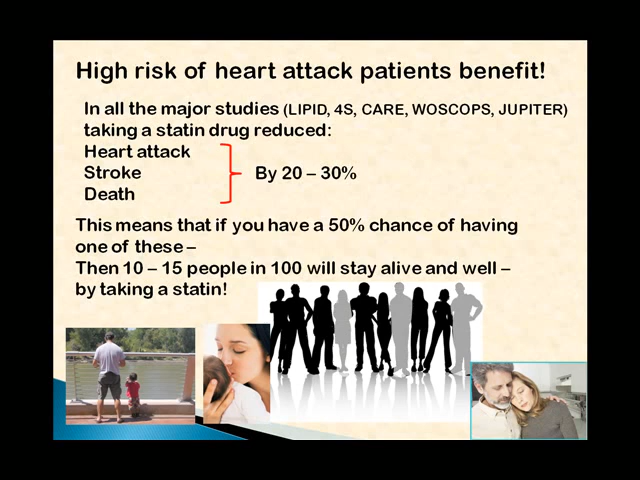 High risk of heart attack patients benefit!
In all the major studies (LIPID, 4S, CARE, WOSCOPS, JUPITER)
taking a statin drug reduced:
Heart attack
Stroke
By 20 – 30%
Death
This means that if you have a 50% chance of having
one of these –
Then 10 – 15 people in 100 will stay alive and well –
by taking a statin!